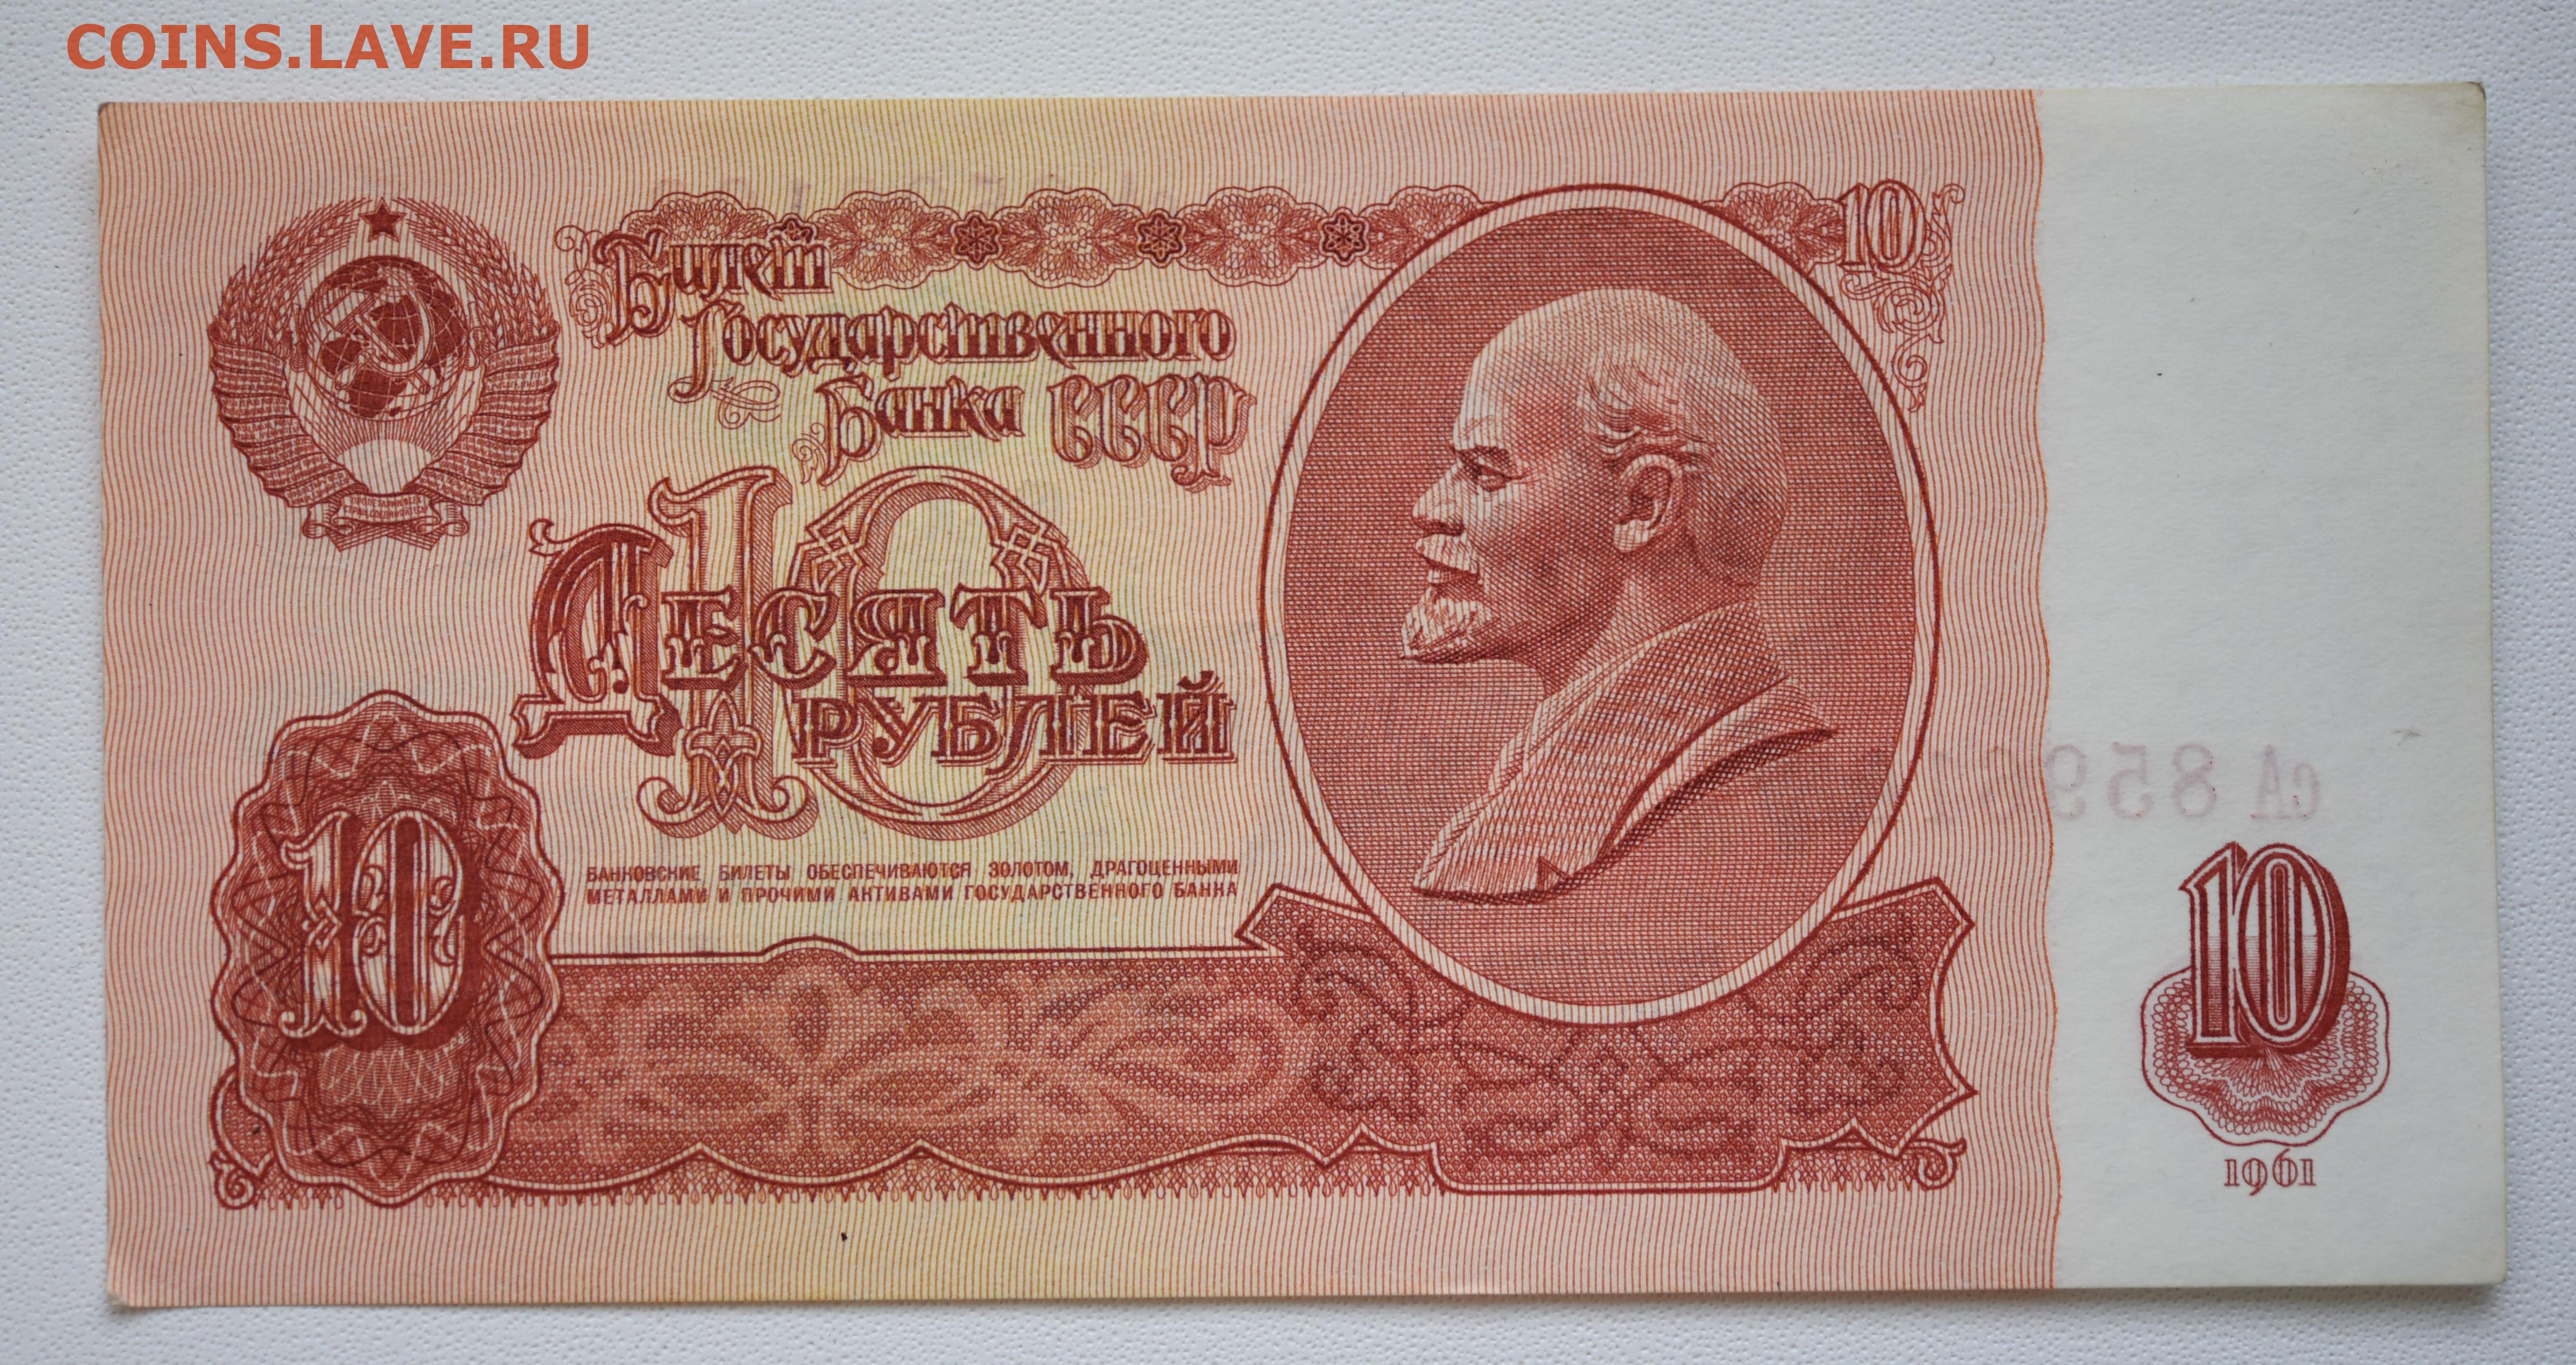 COINS.LAVE.RU
10
Билет
Государственного
Банка СССР
10
Десять
рублей
БАНКОВСКИЕ БИЛЕТЫ ОБЕСПЕЧИВАЮТСЯ ЗОЛОТОМ, ДРАГОЦЕННЫМИ
МЕТАЛЛАМИ И ПРОЧИМИ АКТИВАМИ ГОСУДАРСТВЕННОГО БАНКА
10
10
1961